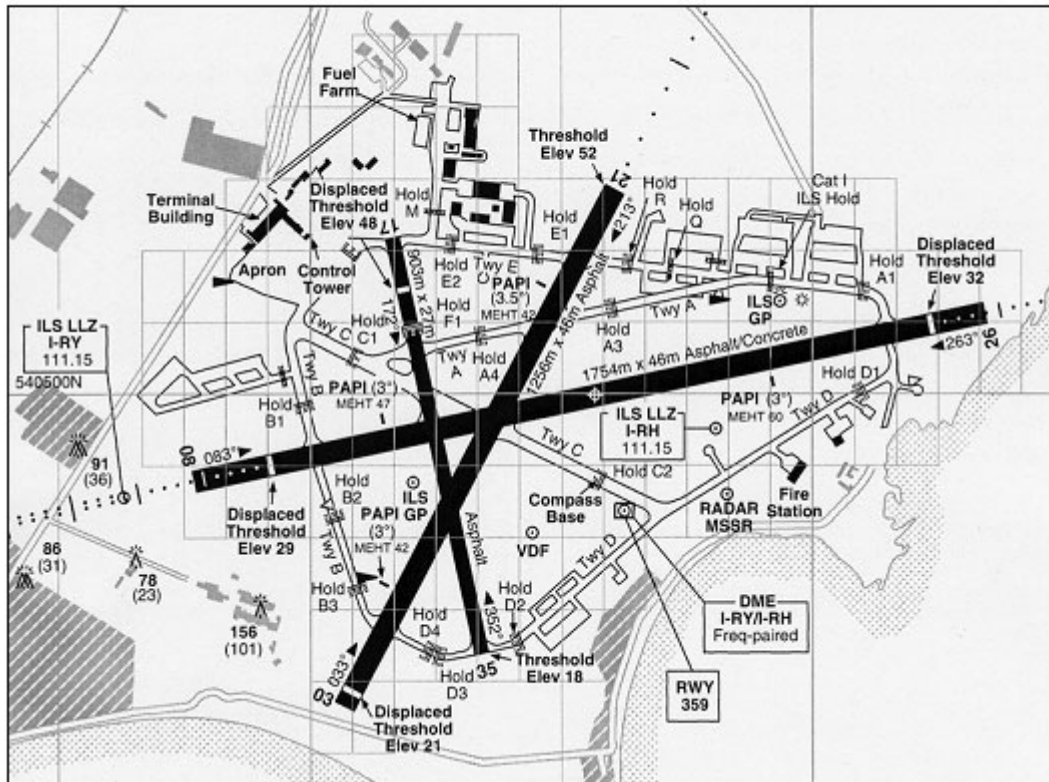 Fuel
Farm
Threshold
Elev 52
21
213°
Hold
R
Hold
Q
Cat I
ILS Hold
Terminal
Building
Displaced
Threshold
Elev 48
17
Hold
M
Hold
E1
Displaced
Threshold
Elev 32
Apron
Control
Tower
Hold
E2
Twy E
PAPI
(3.5°)
MEHT 42
Hold
A1
ILS
GP
Twy A
963m x 27m
172°
Hold
F1
Hold
A3
ILS LLZ
I-RY
111.15
540500N
Twy C
Hold
C1
Twy
A
Hold
A4
1256m x 46m Asphalt
1754m x 46m Asphalt/Concrete
26
263°
Hold D1
Twy B
PAPI (3°)
MEHT 47
PAPI (3°)
MEHT 60
Twy D
Hold
B1
ILS LLZ
I-RH
111.15
91
(36)
08
083°
Twy C
Hold C2
Hold
B2
ILS
GP
PAPI
(3°)
MEHT 42
Compass
Base
RADAR
MSSR
Fire
Station
Displaced
Threshold
Elev 29
Asphalt
VDF
86
(31)
78
(23)
Twy B
Twy D
Hold
B3
156
(101)
Hold
D4
352°
Hold
D2
DME
I-RY/I-RH
Freq-paired
033°
03
Hold
D3
35
Threshold
Elev 18
RWY
359
Displaced
Threshold
Elev 21